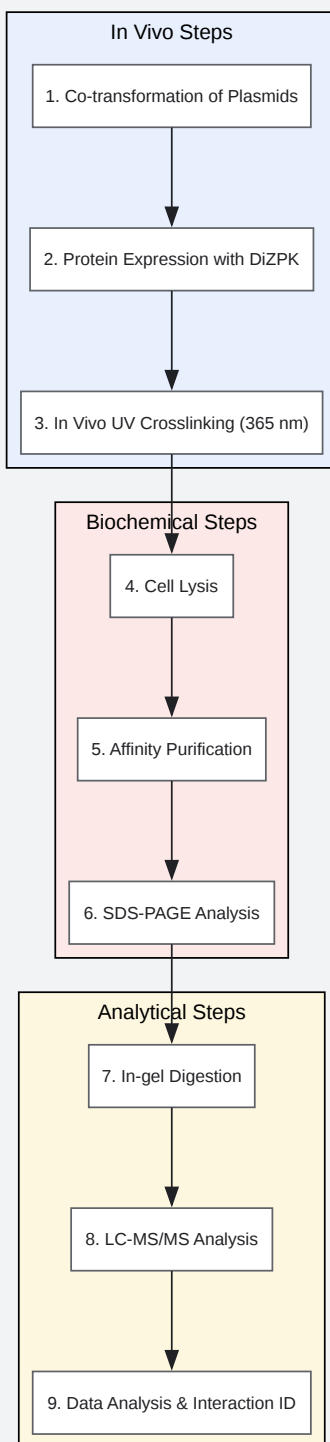 In Vivo Steps
1. Co-transformation of Plasmids
2. Protein Expression with DiZPK
3. In Vivo UV Crosslinking (365 nm)
Biochemical Steps
4. Cell Lysis
5. Affinity Purification
6. SDS-PAGE Analysis
Analytical Steps
7. In-gel Digestion
8. LC-MS/MS Analysis
9. Data Analysis & Interaction ID